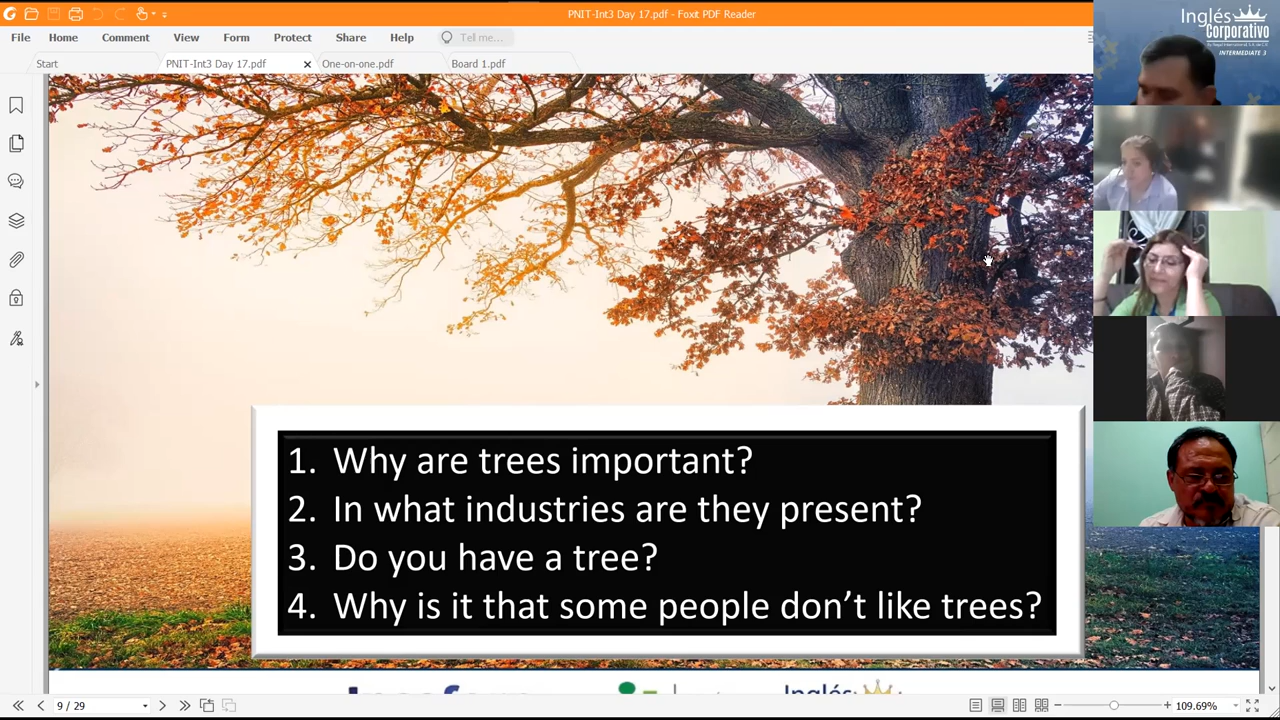 PNIT-Int3 Day 17.pdf - Foxit PDF Reader
File Home Comment View Form Protect Share Help Tell me...
Start PNIT-Int3 Day 17.pdf One-on-one.pdf Board 1.pdf
Inglés
Corporativo
INTERMEDIATE 3
1. Why are trees important?
2. In what industries are they present?
3. Do you have a tree?
4. Why is it that some people don't like trees?
Inglés
9 / 29
109.69%